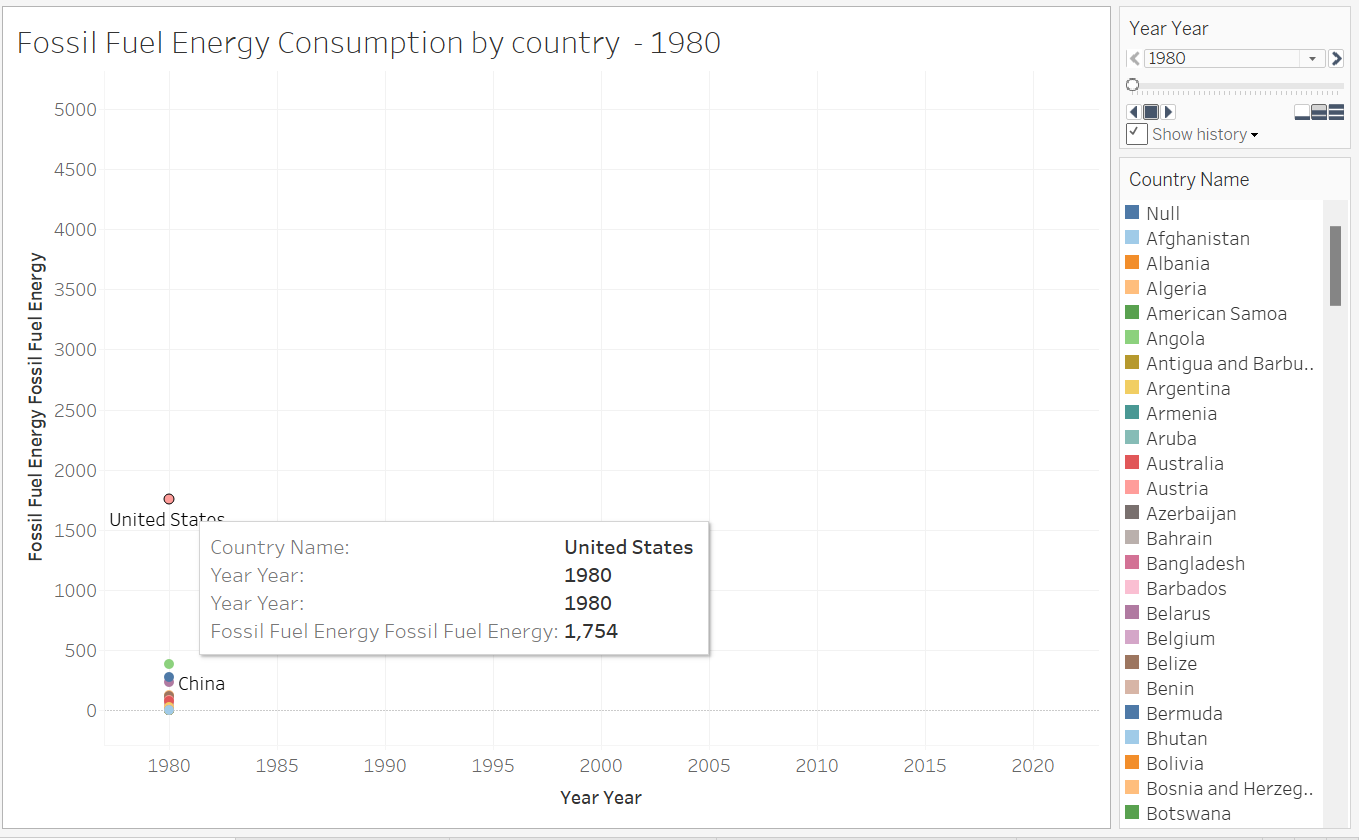 Fossil Fuel Energy Consumption by country - 1980
5000
4500
4000
3500
3000
2500
2000
1500
1000
500
0
Fossil Fuel Energy Fossil Fuel Energy
United States
China
Country Name: United States
Year Year: 1980
Year Year: 1980
Fossil Fuel Energy Fossil Fuel Energy: 1,754
1980 1985 1990 1995 2000 2005 2010 2015 2020
Year Year
Year Year
1980
Show history
Country Name
Null
Afghanistan
Albania
Algeria
American Samoa
Angola
Antigua and Barbu..
Argentina
Armenia
Aruba
Australia
Austria
Azerbaijan
Bahrain
Bangladesh
Barbados
Belarus
Belgium
Belize
Benin
Bermuda
Bhutan
Bolivia
Bosnia and Herzeg..
Botswana